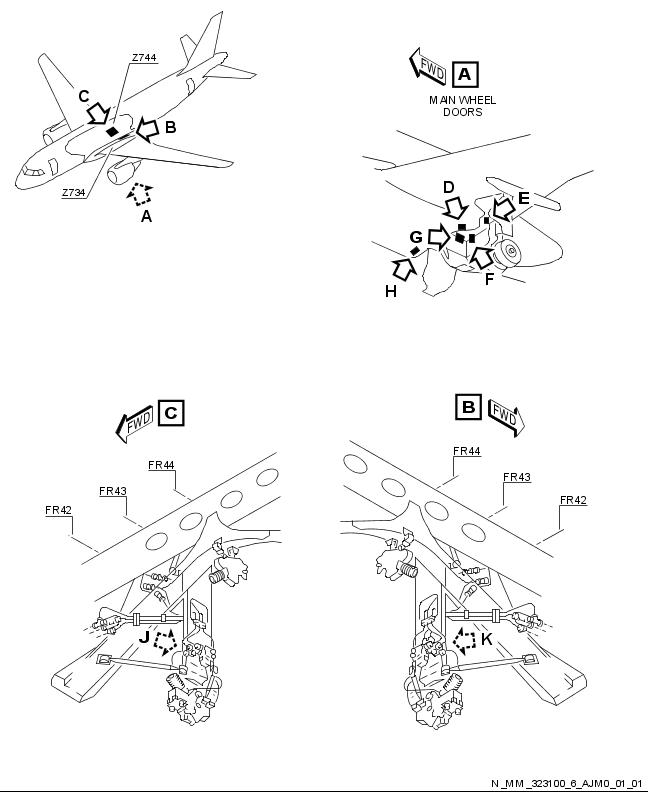 Z744
C
B
Z734
A
FWD
A
MAIN WHEEL
DOORS
D
E
G
F
H
FWD
C
B
FWD
FR44
FR43
FR42
FR44
FR43
FR42
J
K
N_MM_323100_6_AJM0_01_01